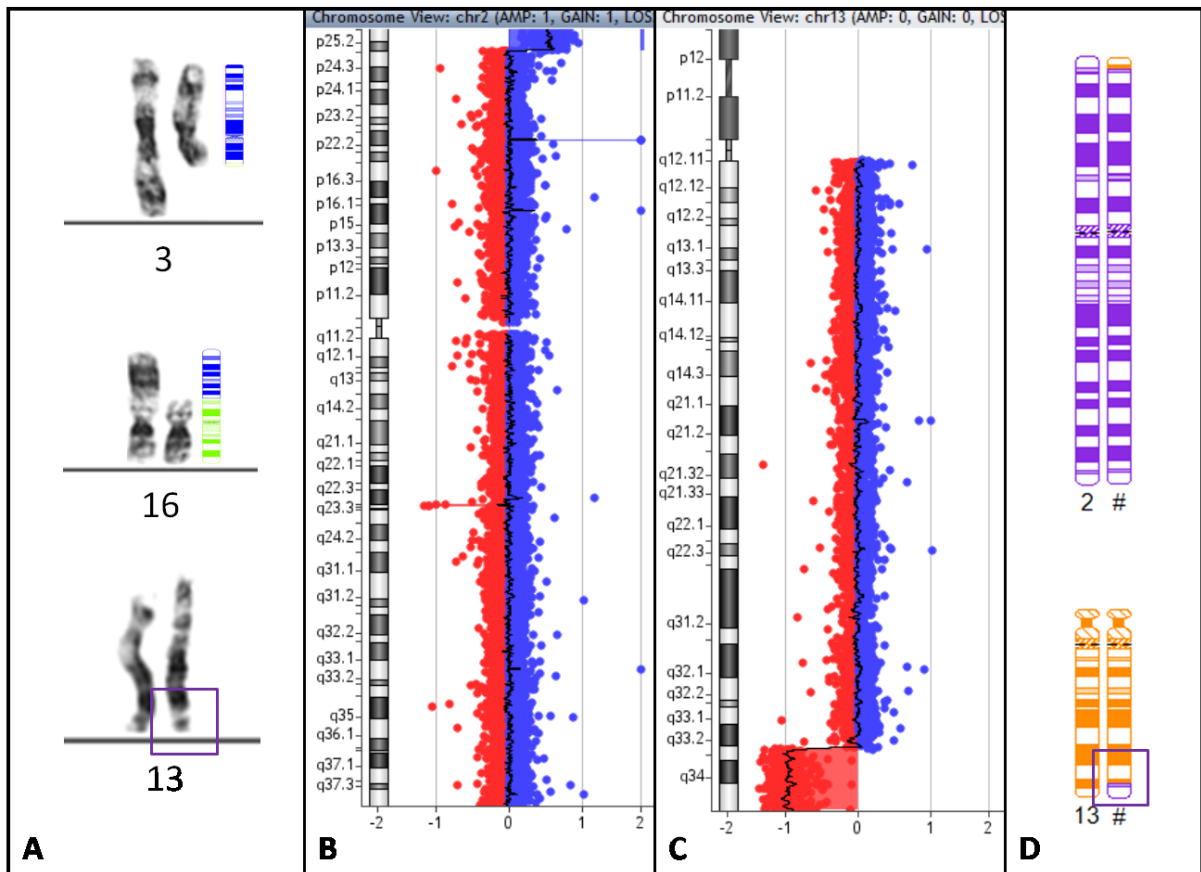 3
16
13
A
Chromosome View: chr2 (AMP: 1, GAIN: 1, LOS
p25.2
p24.3
p24.1
p23.2
p22.2
p16.3
p16.1
p15
p13.3
p12
p11.2
q11.2
q12.1
q13
q14.2
q21.1
q22.1
q22.3
q23.3
q24.2
q31.1
q31.2
q32.2
q33.1
q33.2
q35
q36.1
q37.1
q37.3
-2 -1 0 1 2
B
Chromosome View: chr13 (AMP: 0, GAIN: 0, LOS
p12
p11.2
q12.11
q12.12
q12.2
q13.1
q13.3
q14.11
q14.12
q14.3
q21.1
q21.2
q21.32
q21.33
q22.1
q22.3
q31.2
q32.1
q32.2
q33.1
q33.2
q34
-2 -1 0 1 2
C
2 #
13 #
D